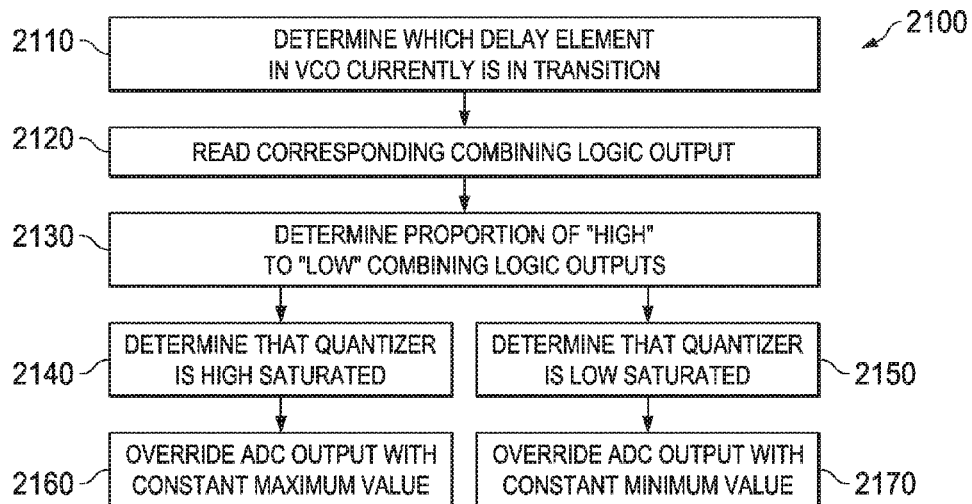 2100
2110
DETERMINE WHICH DELAY ELEMENT
IN VCO CURRENTLY IS IN TRANSITION
2120
READ CORRESPONDING COMBINING LOGIC OUTPUT
2130
DETERMINE PROPORTION OF "HIGH"
TO "LOW" COMBINING LOGIC OUTPUTS
2140
DETERMINE THAT QUANTIZER
IS HIGH SATURATED
DETERMINE THAT QUANTIZER
IS LOW SATURATED
2150
2160
OVERRIDE ADC OUTPUT WITH
CONSTANT MAXIMUM VALUE
OVERRIDE ADC OUTPUT WITH
CONSTANT MINIMUM VALUE
2170